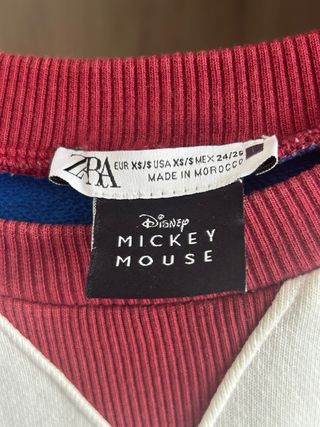 ZARA
EUR XS/S USA XS/S MEX 24/26
MADE IN MOROCCO
Disney
MICKEY
MOUSE